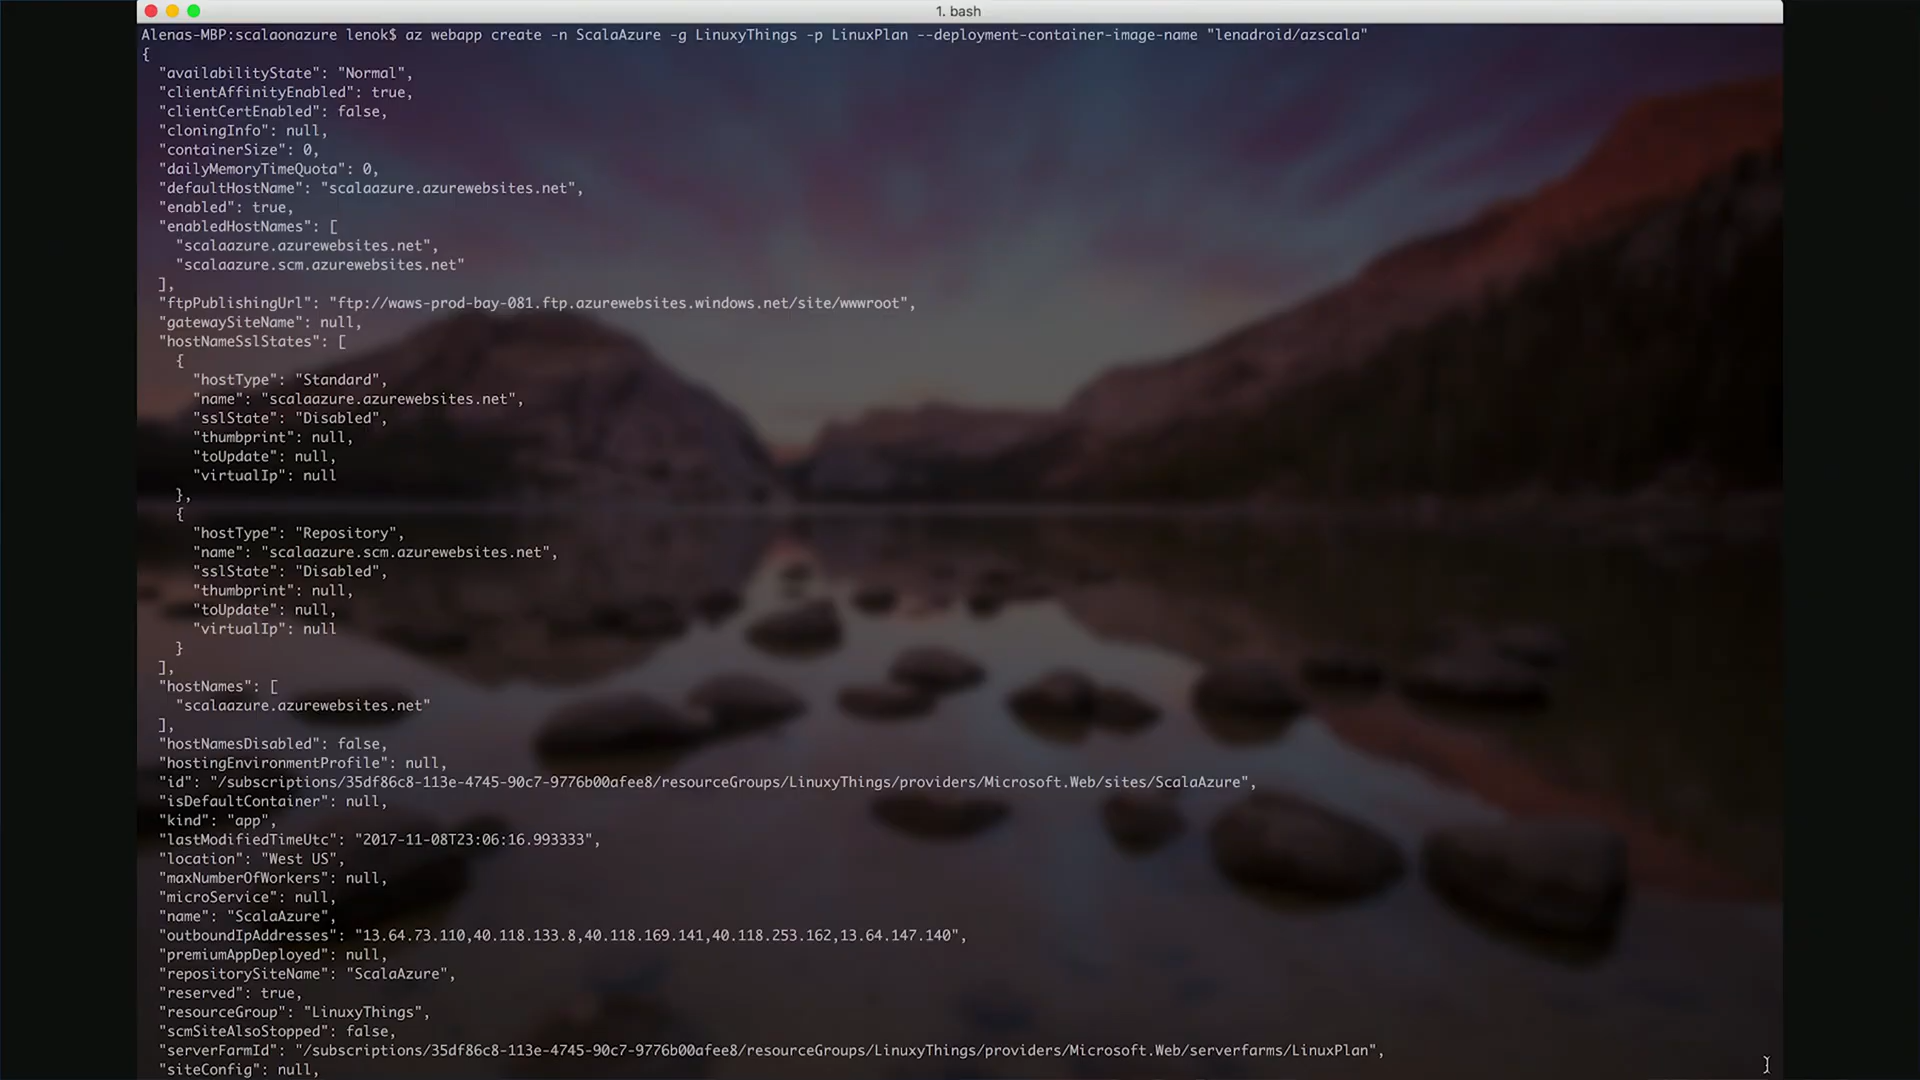 1. bash
Alenas-MBP:scalaonazure lenok$ az webapp create -n ScalaAzure -g LinuxyThings -p LinuxPlan --deployment-container-image-name "lenadroid/azscala"
{
"availabilityState": "Normal",
"clientAffinityEnabled": true,
"clientCertEnabled": false,
"cloningInfo": null,
"containerSize": 0,
"dailyMemoryTimeQuota": 0,
"defaultHostName": "scalaazure.azurewebsites.net",
"enabled": true,
"enabledHostNames": [
"scalaazure.azurewebsites.net",
"scalaazure.scm.azurewebsites.net"
],
"ftpPublishingUrl": "ftp://waws-prod-bay-081.ftp.azurewebsites.windows.net/site/wwwroot",
"gatewaySiteName": null,
"hostNameSslStates": [
{
"hostType": "Standard",
"name": "scalaazure.azurewebsites.net",
"sslState": "Disabled",
"thumbprint": null,
"toUpdate": null,
"virtualIp": null
},
{
"hostType": "Repository",
"name": "scalaazure.scm.azurewebsites.net",
"sslState": "Disabled",
"thumbprint": null,
"toUpdate": null,
"virtualIp": null
}
],
"hostNames": [
"scalaazure.azurewebsites.net"
],
"hostNamesDisabled": false,
"hostingEnvironmentProfile": null,
"id": "/subscriptions/35df86c8-113e-4745-90c7-9776b00afee8/resourceGroups/LinuxyThings/providers/Microsoft.Web/sites/ScalaAzure",
"isDefaultContainer": null,
"kind": "app",
"lastModifiedTimeUtc": "2017-11-08T23:06:16.993333",
"location": "West US",
"maxNumberOfWorkers": null,
"microService": null,
"name": "ScalaAzure",
"outboundIpAddresses": "13.64.73.110,40.118.133.8,40.118.169.141,40.118.253.162,13.64.147.140",
"premiumAppDeployed": null,
"repositorySiteName": "ScalaAzure",
"reserved": true,
"resourceGroup": "LinuxyThings",
"scmSiteAlsoStopped": false,
"serverFarmId": "/subscriptions/35df86c8-113e-4745-90c7-9776b00afee8/resourceGroups/LinuxyThings/providers/Microsoft.Web/serverfarms/LinuxPlan",
"siteConfig": null,